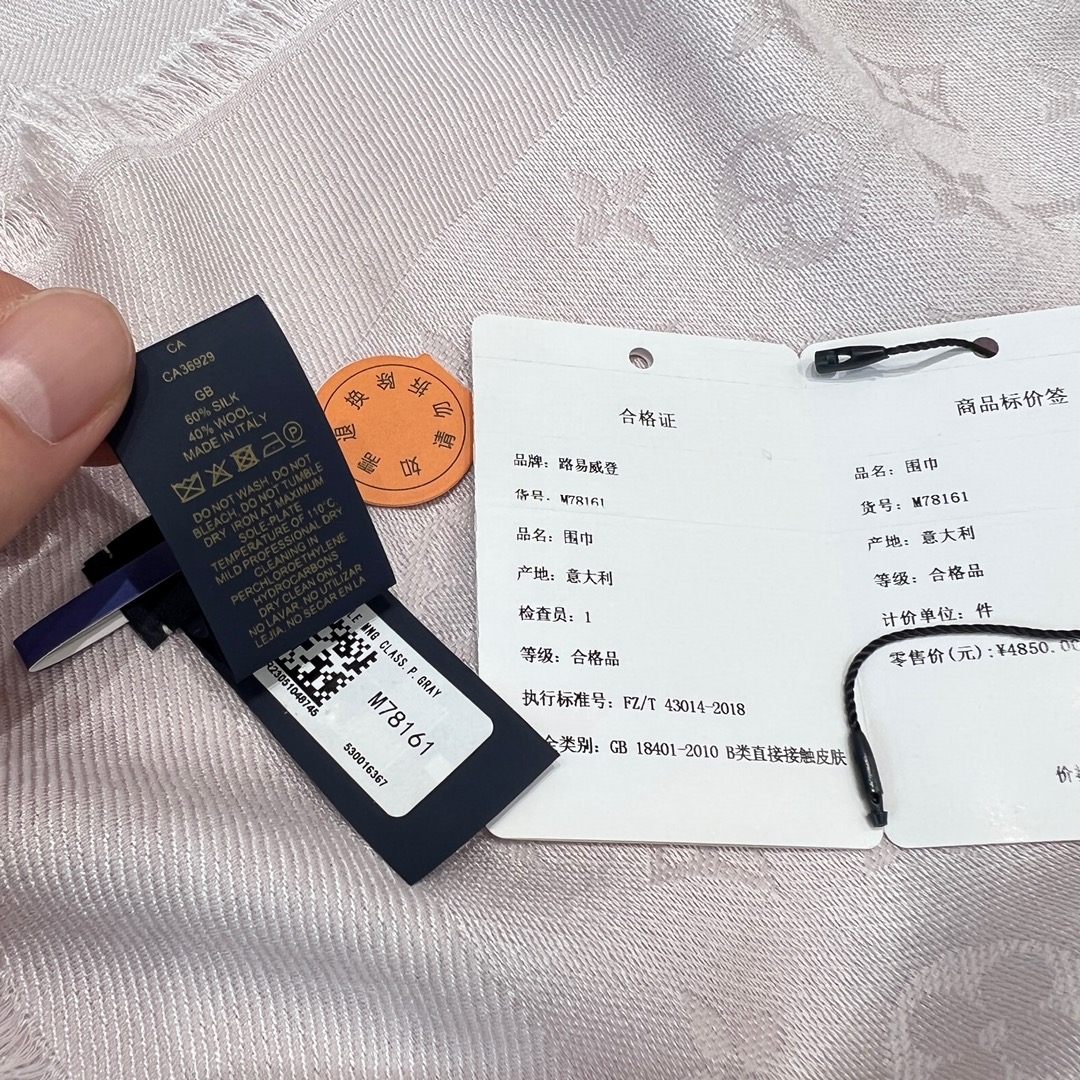 CA
CA36929
GB
60% SILK
40% WOOL
MADE IN ITALY
DO NOT WASH, DO NOT
BLEACH, DO NOT TUMBLE
DRY, IRON AT MAXIMUM
SOLE-PLATE
TEMPERATURE OF 110°C,
MILD PROFESSIONAL DRY
CLEANING IN
PERCHLOROETHYLENE
HYDROCARBONS
DRY CLEAN ONLY
NO LAVAR, NO UTILIZAR
LEJIA, NO SECAR EN LA
LE MNG CLASS.P.GRAY
M78161
530016367
如需退换除勿拆
合格证
品牌：路易威登
货号：M78161
品名：围巾
产地：意大利
检查员：1
等级：合格品
执行标准号：FZ/T 43014-2018
全类别：GB 18401-2010 B类直接接触皮肤
商品标价签
品名：围巾
货号：M78161
产地：意大利
等级：合格品
计价单位：件
零售价(元)：¥4850.00